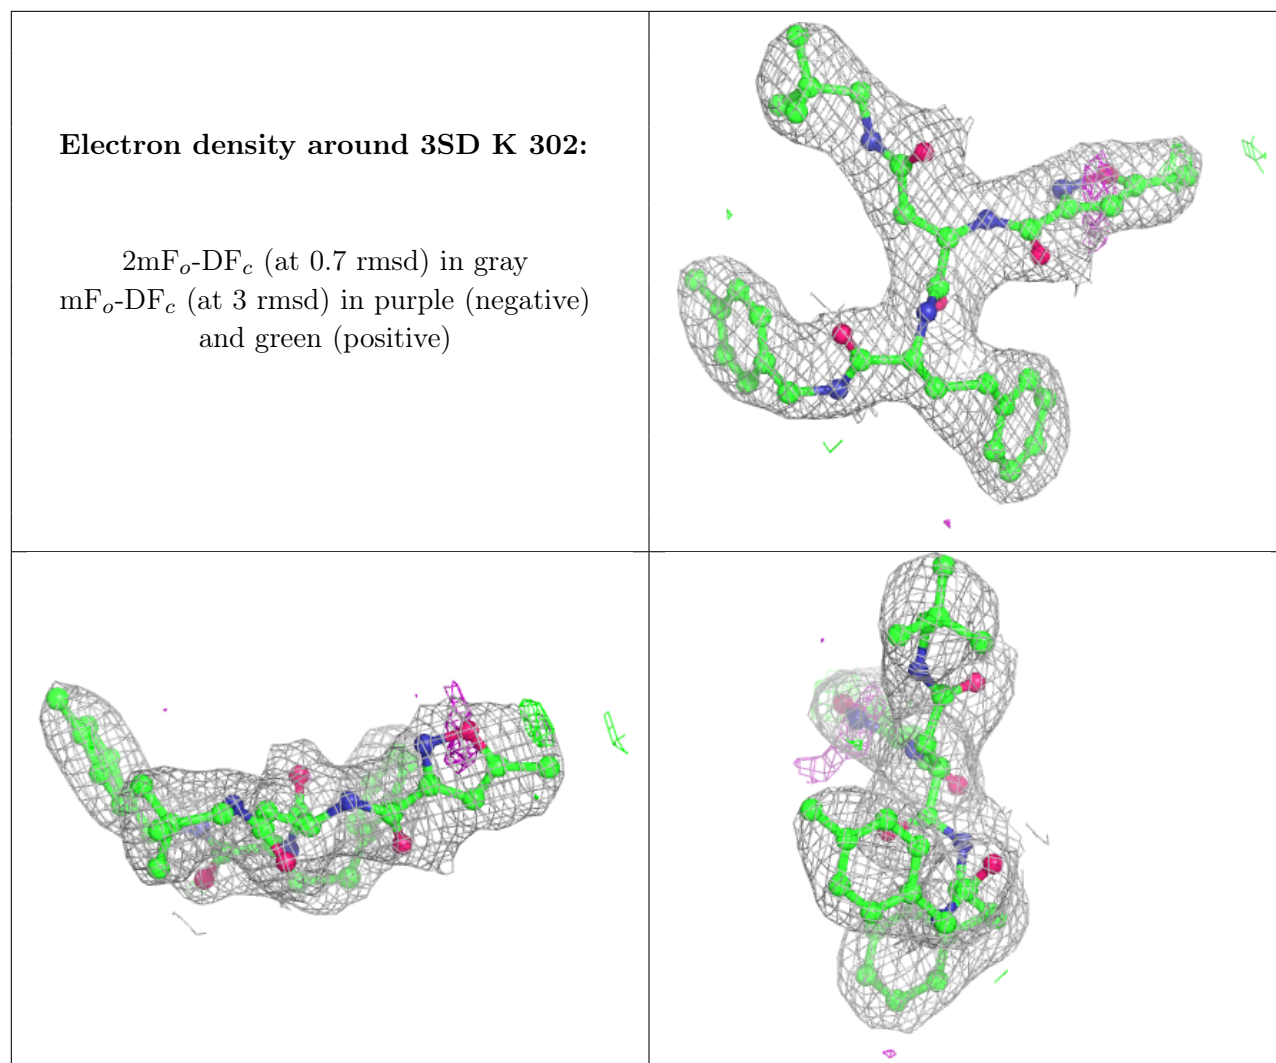 Electron density around 3SD K 302:
2mFo-DFc (at 0.7 rmsd) in gray
mFo-DFc (at 3 rmsd) in purple (negative)
and green (positive)